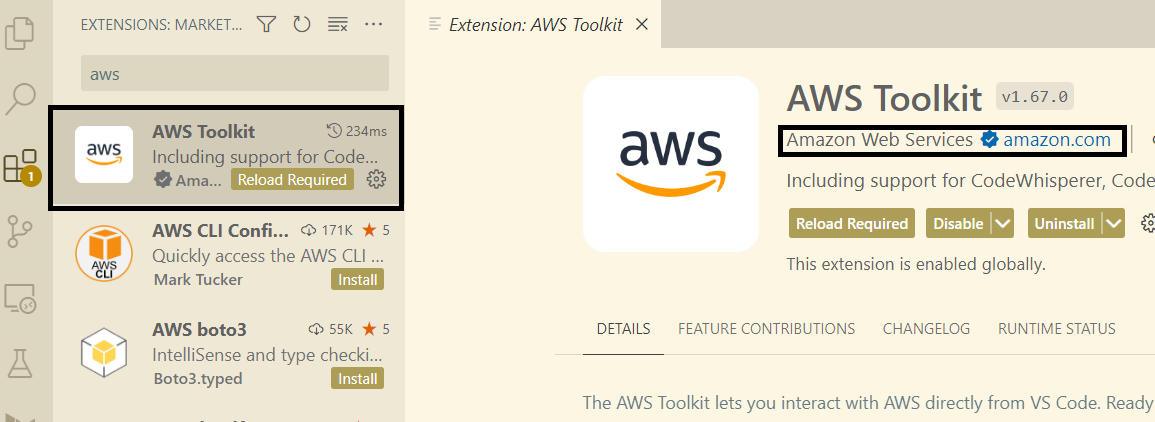 EXTENSIONS: MARKET...
aws
aws
AWS Toolkit 234ms
Including support for Code...
Ama... Reload Required
1
AWS CLI Confi... 171K 5
Quickly access the AWS CLI ...
AWS CLI
Mark Tucker Install
AWS boto3 55K 5
IntelliSense and type checki...
Boto3.typed Install
Extension: AWS Toolkit
aws
AWS Toolkit v1.67.0
Amazon Web Services amazon.com
Including support for CodeWhisperer, Code
Reload Required Disable Uninstall
This extension is enabled globally.
DETAILS FEATURE CONTRIBUTIONS CHANGELOG RUNTIME STATUS
The AWS Toolkit lets you interact with AWS directly from VS Code. Ready